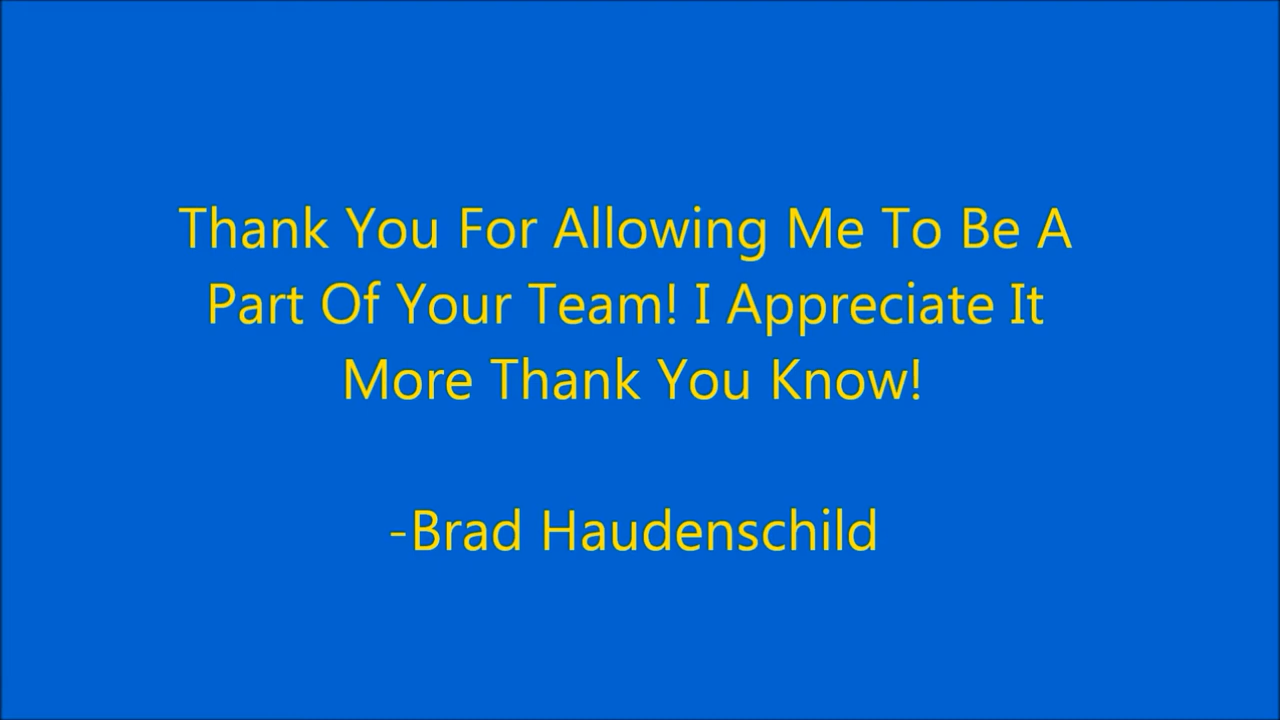 Thank You For Allowing Me To Be A
Part Of Your Team! I Appreciate It
More Thank You Know!
-Brad Haudenschild